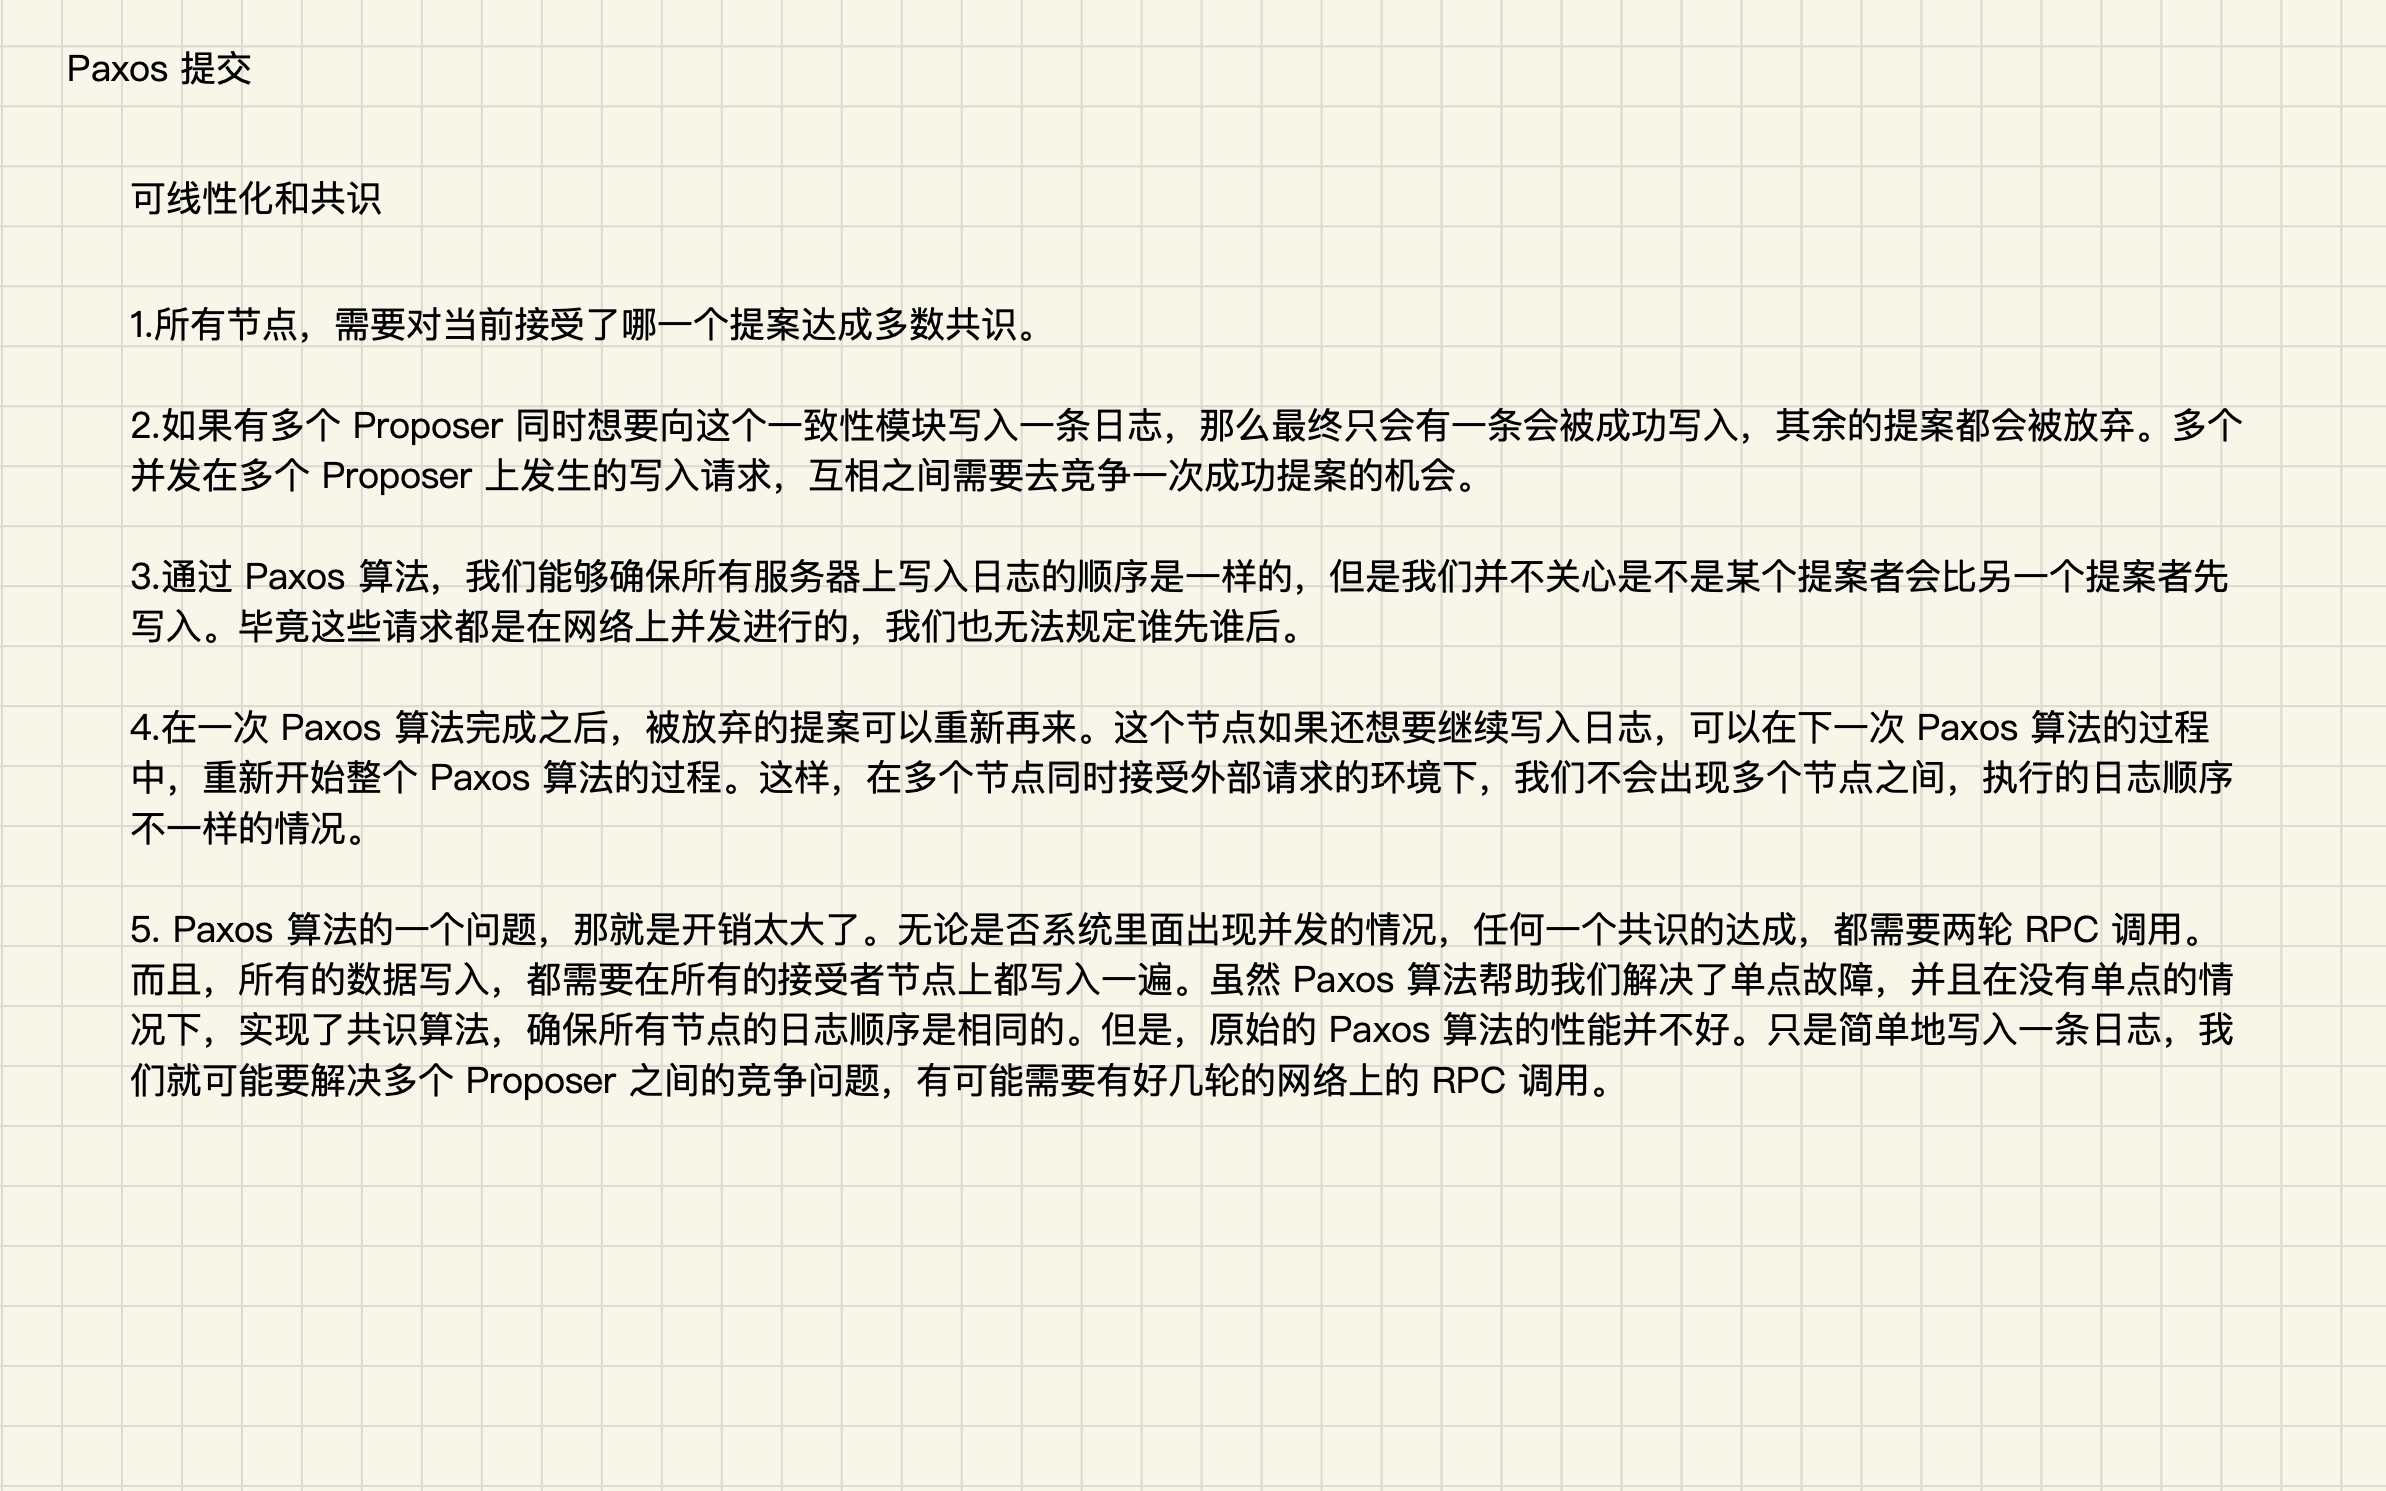 Paxos 提交
可线性化和共识
1.所有节点，需要对当前接受了哪一个提案达成多数共识。
2.如果有多个 Proposer 同时想要向这个一致性模块写入一条日志，那么最终只会有一条会被成功写入，其余的提案都会被放弃。多个
并发在多个 Proposer 上发生的写入请求，互相之间需要去竞争一次成功提案的机会。
3.通过 Paxos 算法，我们能够确保所有服务器上写入日志的顺序是一样的，但是我们并不关心是不是某个提案者会比另一个提案者先
写入。毕竟这些请求都是在网络上并发进行的，我们也无法规定谁先谁后。
4.在一次 Paxos 算法完成之后，被放弃的提案可以重新再来。这个节点如果还想要继续写入日志，可以在下一次 Paxos 算法的过程
中，重新开始整个 Paxos 算法的过程。这样，在多个节点同时接受外部请求的环境下，我们不会出现多个节点之间，执行的日志顺序
不一样的情况。
5. Paxos 算法的一个问题，那就是开销太大了。无论是否系统里面出现并发的情况，任何一个共识的达成，都需要两轮 RPC 调用。
而且，所有的数据写入，都需要在所有的接受者节点上都写入一遍。虽然 Paxos 算法帮助我们解决了单点故障，并且在没有单点的情
况下，实现了共识算法，确保所有节点的日志顺序是相同的。但是，原始的 Paxos 算法的性能并不好。只是简单地写入一条日志，我
们就可能要解决多个 Proposer 之间的竞争问题，有可能需要有好几轮的网络上的 RPC 调用。